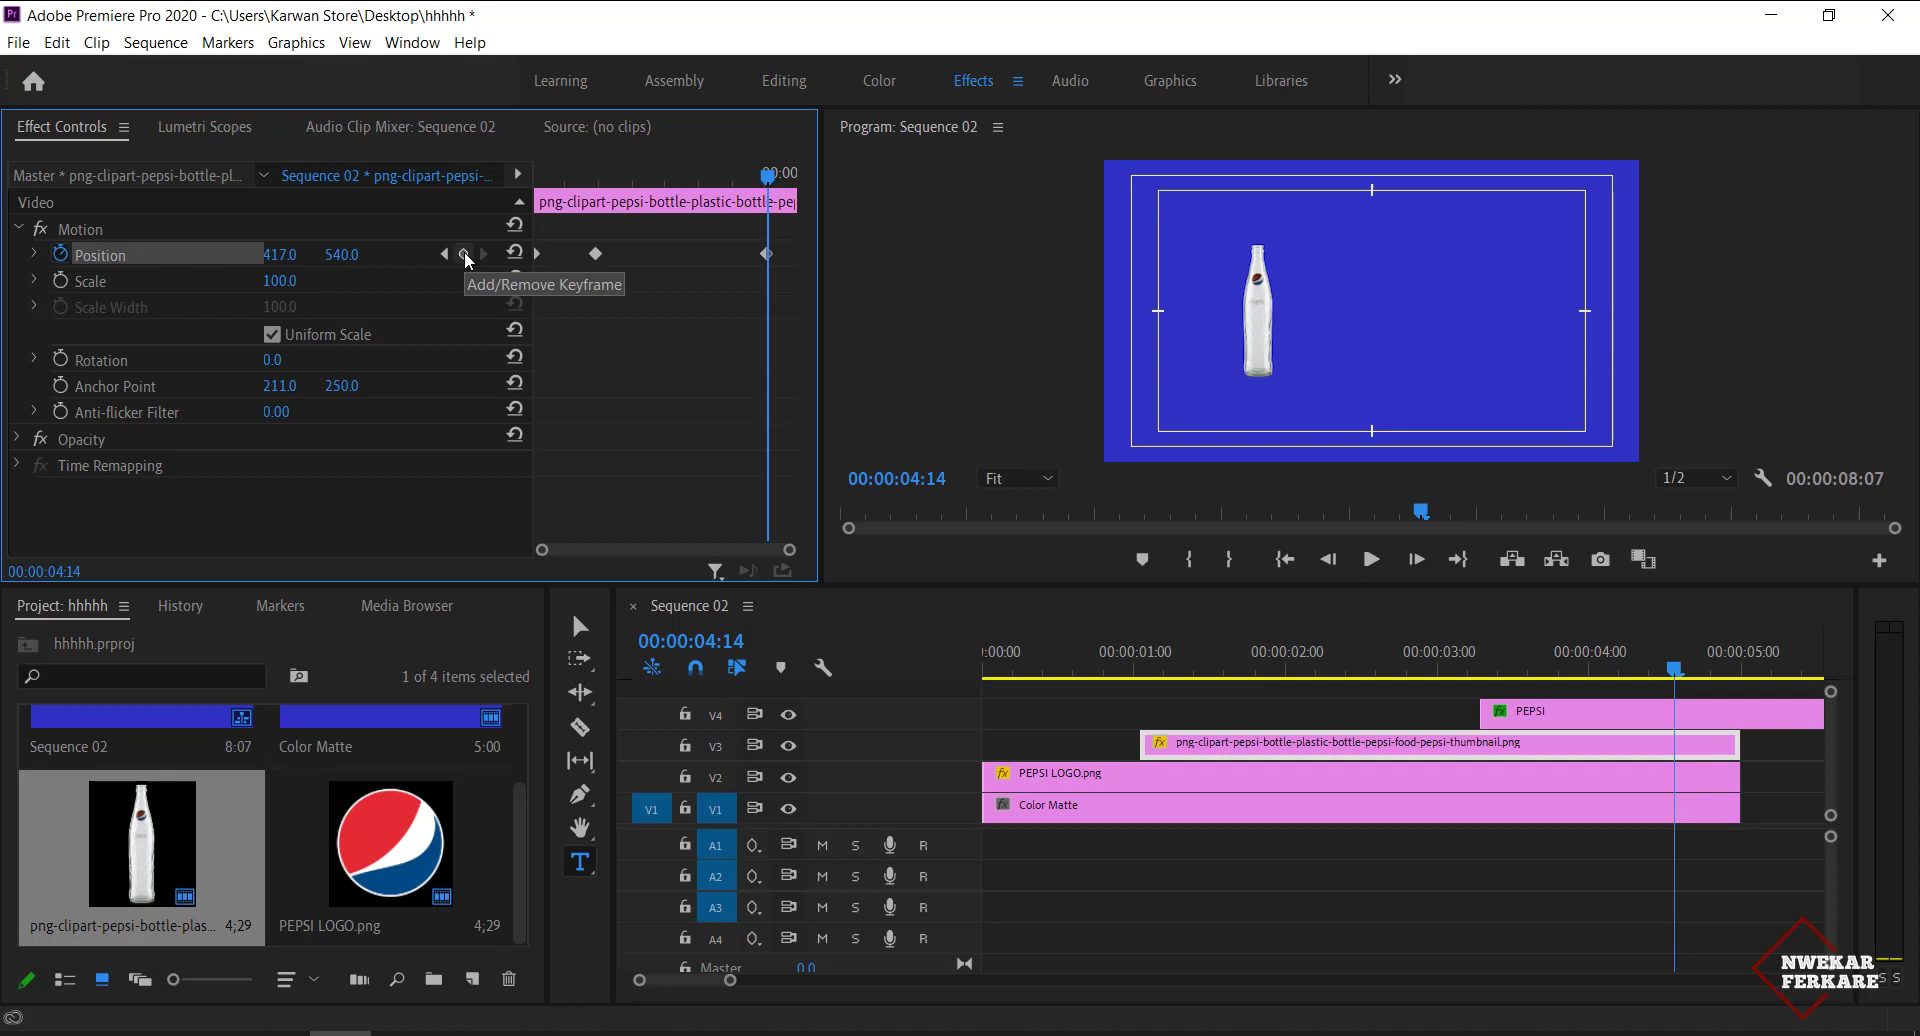 Adobe Premiere Pro 2020 - C:\Users\Karwan Store\Desktop\hhhhh *
File Edit Clip Sequence Markers Graphics View Window Help
Learning Assembly Editing Color Effects Audio Graphics Libraries
Effect Controls Lumetri Scopes Audio Clip Mixer: Sequence 02 Source: (no clips)
Program: Sequence 02
Master * png-clipart-pepsi-bottle-pl... Sequence 02 * png-clipart-pepsi-...
00:00
png-clipart-pepsi-bottle-plastic-bottle-pe
Video
fx Motion
Position 417.0 540.0
Add/Remove Keyframe
Scale 100.0
Scale Width 100.0
Uniform Scale
Rotation 0.0
Anchor Point 211.0 250.0
Anti-flicker Filter 0.00
fx Opacity
fx Time Remapping
00:00:04:14
00:00:04:14 Fit 1/2 00:00:08:07
Project: hhhhh History Markers Media Browser
hhhhh.prproj
1 of 4 items selected
Sequence 02 8:07
Color Matte 5:00
png-clipart-pepsi-bottle-plas... 4;29
PEPSI LOGO.png 4;29
T
Sequence 02
00:00:04:14
:00:00 00:00:01:00 00:00:02:00 00:00:03:00 00:00:04:00 00:00:05:00
V4 fx PEPSI
V3 fx png-clipart-pepsi-bottle-plastic-bottle-pepsi-food-pepsi-thumbnail.png
V2 fx PEPSI LOGO.png
V1 V1 fx Color Matte
A1 M S R
A2 M S R
A3 M S R
A4 M S R
Master 0.0
S S
NWEKAR
FERKARE